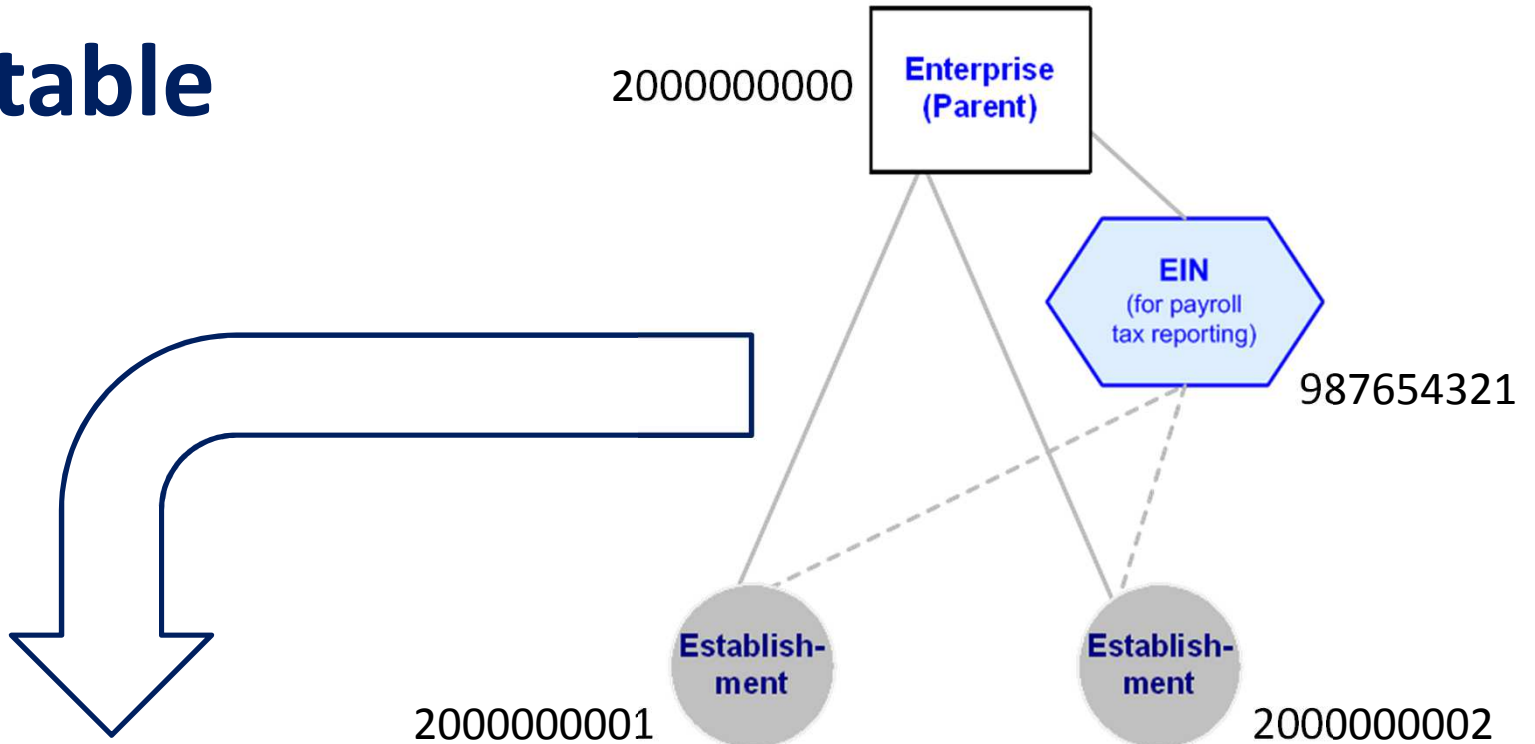 table
2000000000
Enterprise
(Parent)
EIN
(for payroll
tax reporting)
987654321
Establish-
ment
2000000001
Establish-
ment
2000000002